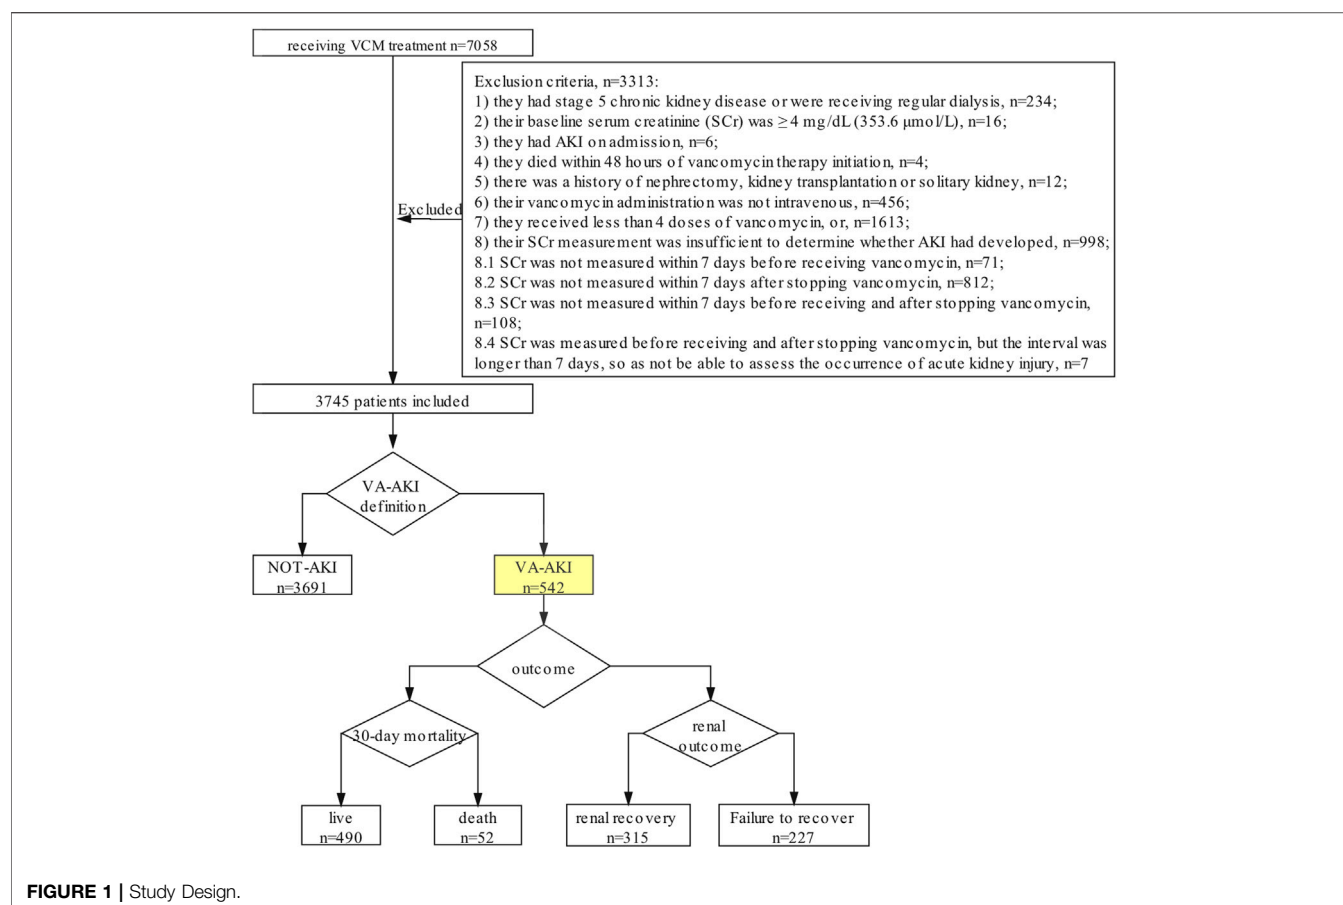 receiving VCM treatment n=7058
Exclusion criteria, n=3313:
1) they had stage 5 chronic kidney disease or were receiving regular dialysis, n=234;
2) their baseline serum creatinine (SCr) was ≥4 mg/dL (353.6 μmol/L), n=16;
3) they had AKI on admission, n=6;
4) they died within 48 hours of vancomycin therapy initiation, n=4;
5) there was a history of nephrectomy, kidney transplantation or solitary kidney, n=12;
6) their vancomycin administration was not intravenous, n=456;
7) they received less than 4 doses of vancomycin, or, n=1613;
8) their SCr measurement was insufficient to determine whether AKI had developed, n=998;
8.1 SCr was not measured within 7 days before receiving vancomycin, n=71;
8.2 SCr was not measured within 7 days after stopping vancomycin, n=812;
8.3 SCr was not measured within 7 days before receiving and after stopping vancomycin,
n=108;
8.4 SCr was measured before receiving and after stopping vancomycin, but the interval was
longer than 7 days, so as not be able to assess the occurrence of acute kidney injury, n=7
Excluded
3745 patients included
VA-AKI
definition
NOT-AKI
n=3691
VA-AKI
n=542
outcome
30-day mortality
renal
outcome
live
n=490
death
n=52
renal recovery
n=315
Failure to recover
n=227
FIGURE 1 | Study Design.